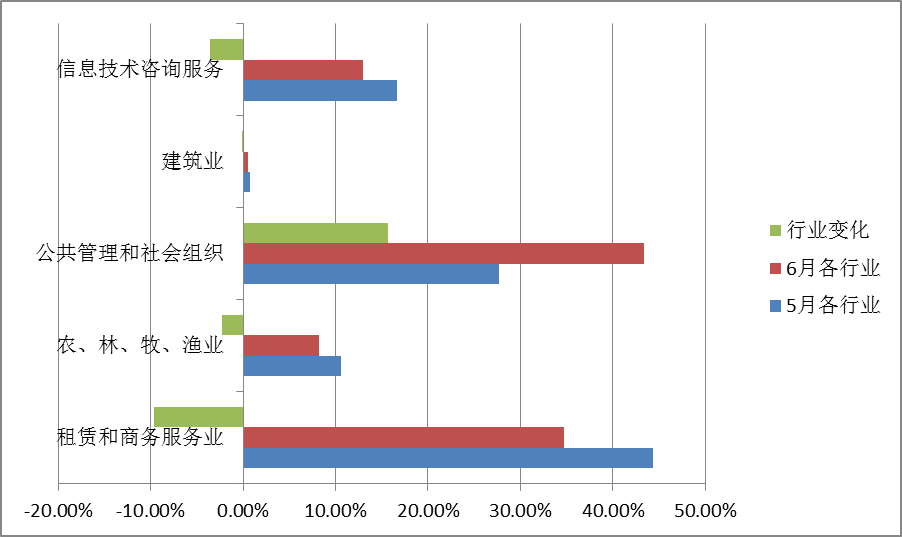 信息技术咨询服务
建筑业
公共管理和社会组织
农、林、牧、渔业
租赁和商务服务业
-20.00% -10.00% 0.00% 10.00% 20.00% 30.00% 40.00% 50.00%
行业变化
6月各行业
5月各行业